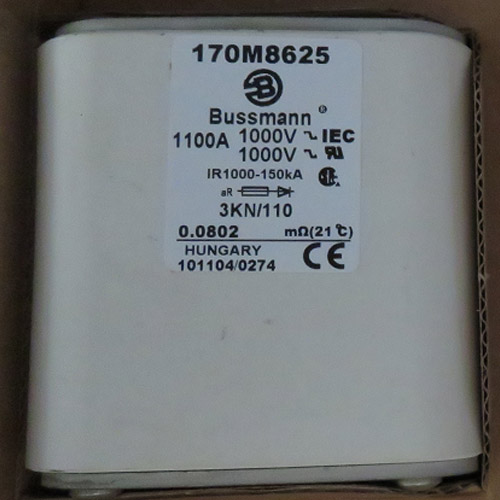 170M8625
Bussmann ®
1100A 1000V ~ IEC
1000V ~
IR1000-150kA
aR
3KN/110
0.0802 mΩ(21℃)
HUNGARY
101104/0274 CE